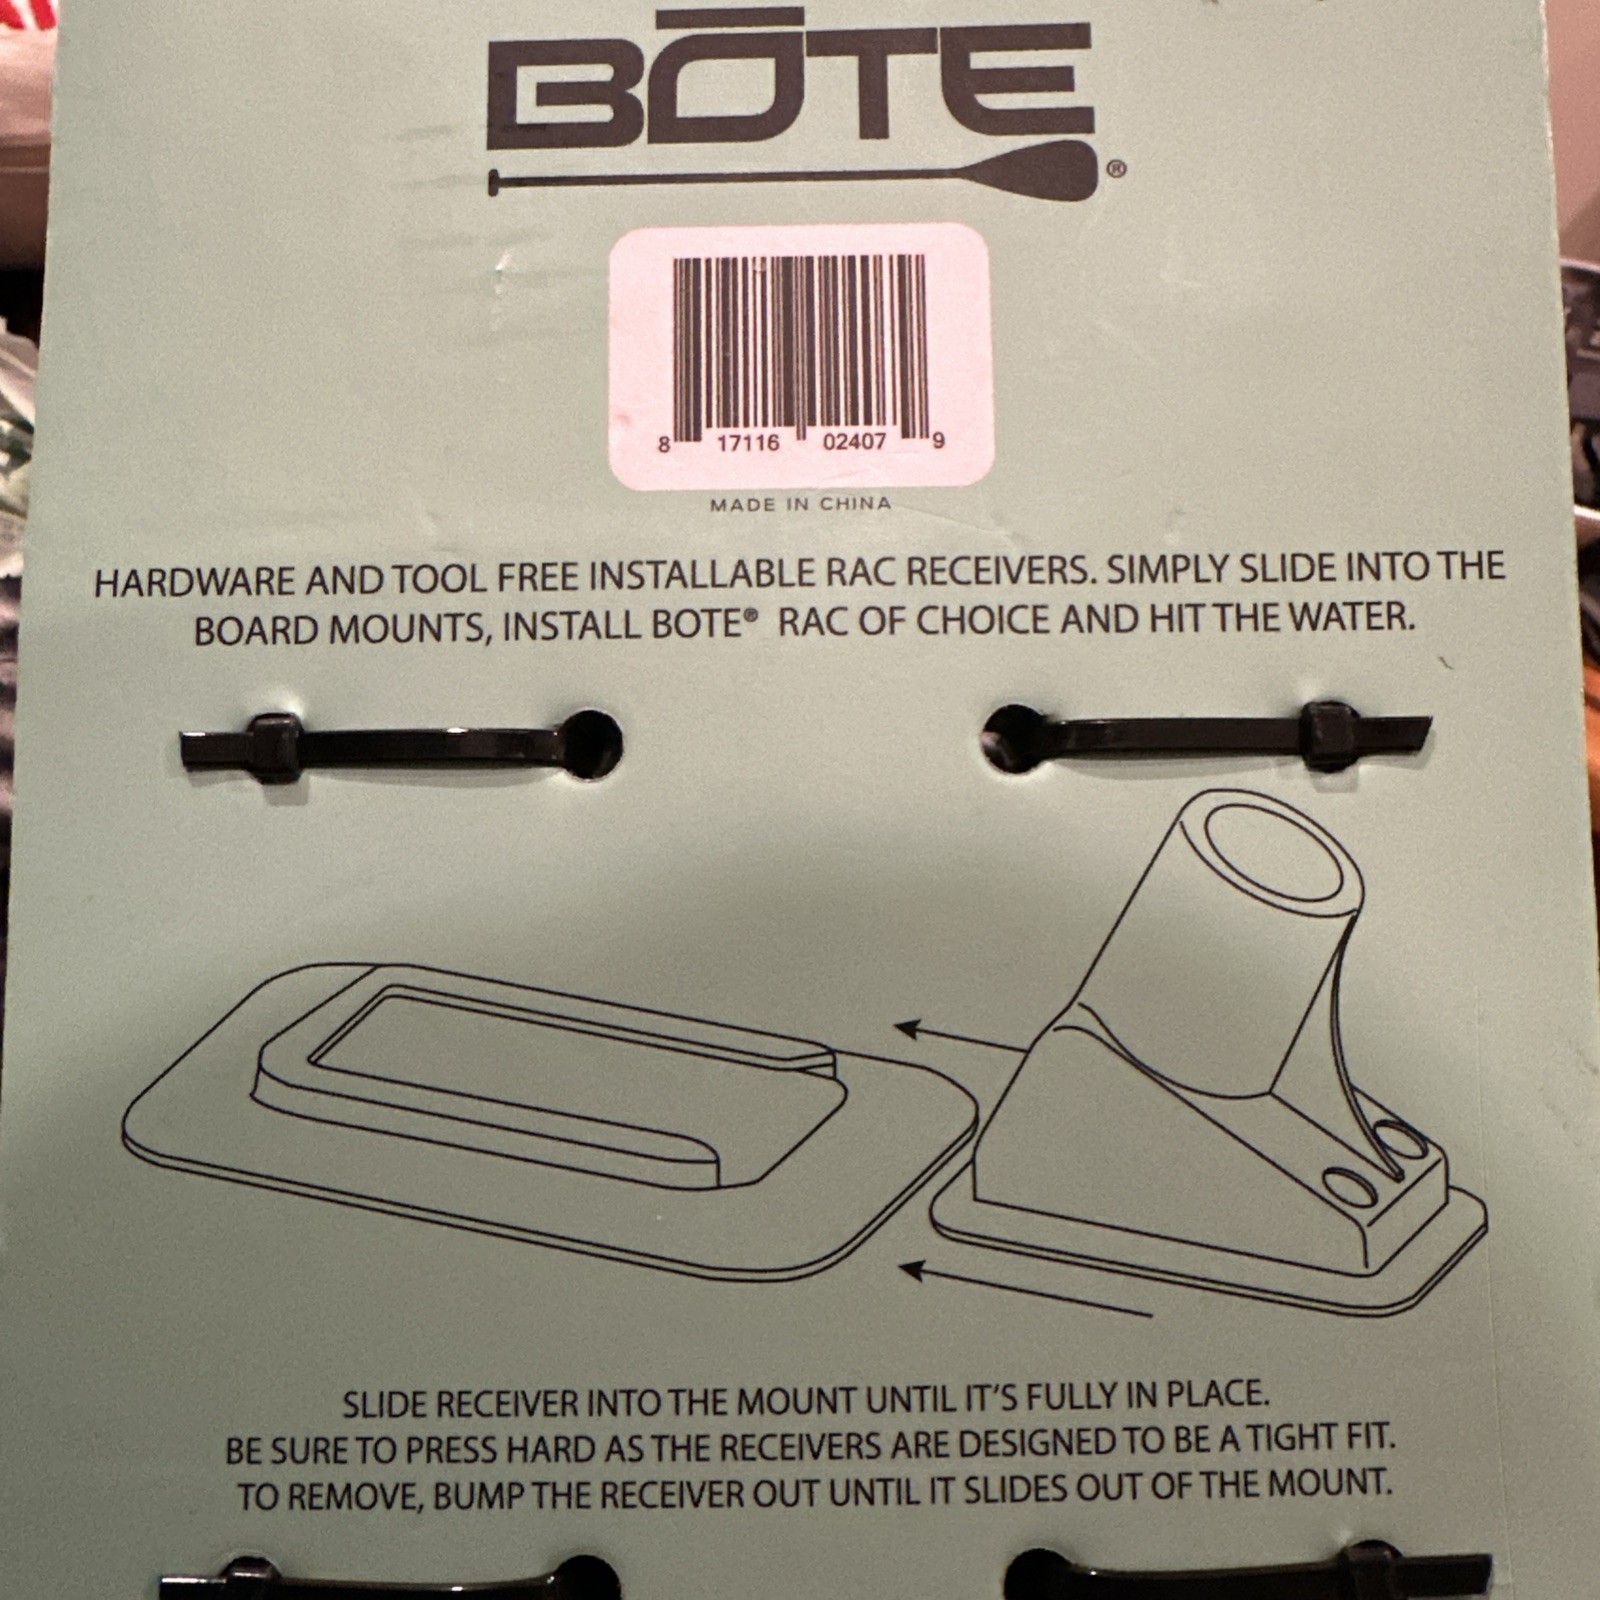 BŌTE®
8 17116 02407 9
MADE IN CHINA
HARDWARE AND TOOL FREE INSTALLABLE RAC RECEIVERS. SIMPLY SLIDE INTO THE
BOARD MOUNTS, INSTALL BOTE® RAC OF CHOICE AND HIT THE WATER.
SLIDE RECEIVER INTO THE MOUNT UNTIL IT'S FULLY IN PLACE.
BE SURE TO PRESS HARD AS THE RECEIVERS ARE DESIGNED TO BE A TIGHT FIT.
TO REMOVE, BUMP THE RECEIVER OUT UNTIL IT SLIDES OUT OF THE MOUNT.